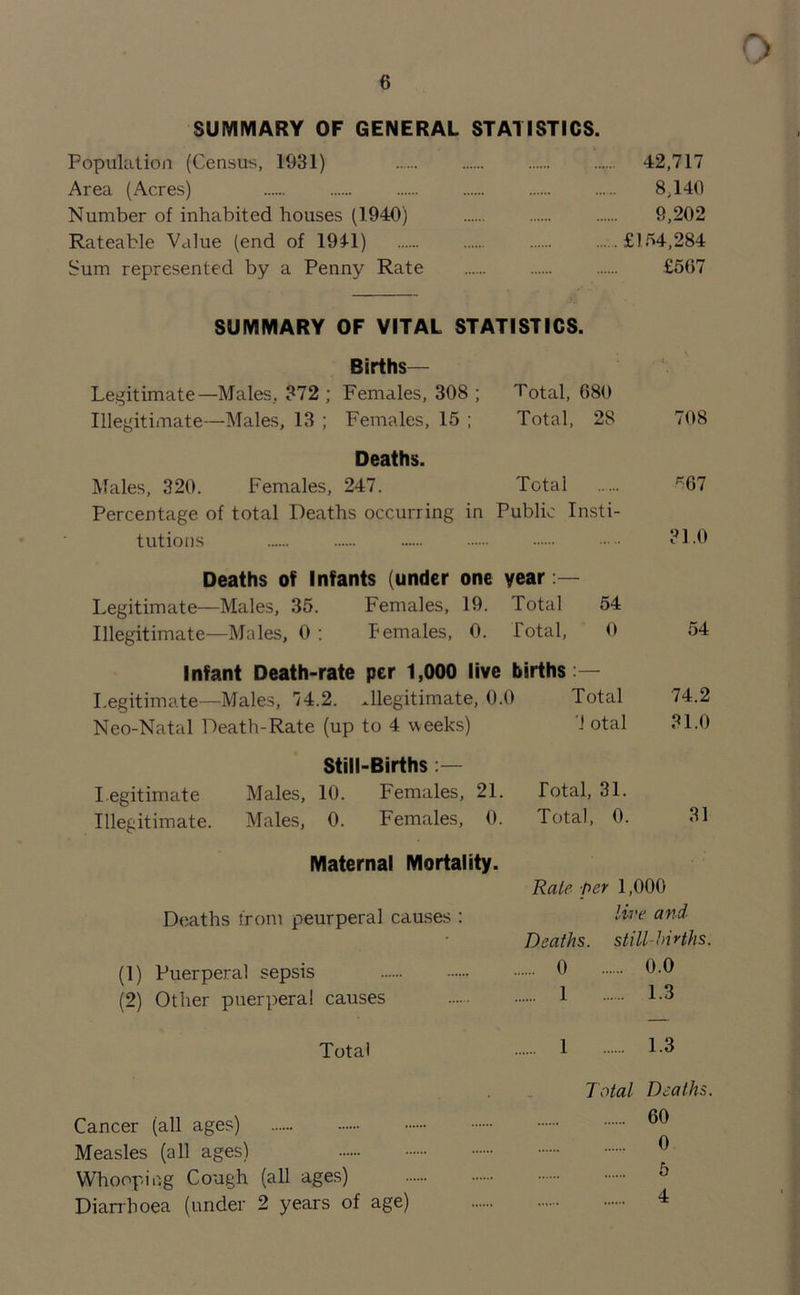 6
SUMMARY OF GENERAL STATISTICS.
Population (Census, 1931) ...... ...... ...... ...... 42,717
Area (Acres) ...... ...... ...... ...... ...... ...... 8,140
Number of inhabited houses (1940) ...... ...... ...... 9,202
Rateable Value (end of 1941) ...... ...... ...... ...... £154,284
Sum represented by a Penny Rate ...... ...... ...... £567
SUMMARY OF VITAL STATISTICS.
Births—
Legitimate—Males, 372 ; Females, 308 ; Total, 680
Illegitimate—Males, 13 ; Females, 15 ; Total, 28 708
Deaths.
Males, 320. Females, 247. Total ...... 567
Percentage of total Deaths occurring in Public Insti-
tutions ...... ...... ...... ...... ...... ...... 31.0
Deaths of Infants (under one year :—
Legitimate—Males, 35. Females, 19. Total 54
Illegitimate—Males, 0 : Females, 0. Total, 0 54
Infant Death-rate per 1,000 live births :—
Legitimate—Males, 74.2. Illegitimate, 0.0 Total 74.2
Neo-Natal Death-Rate (up to 4 weeks) Total 31.0
Still-Births :—
Legitimate Males, 10. Females, 21. Total, 31.
Illegitimate. Males, 0. Females, 0. Total, 0. 31
Maternal Mortality.
Rate per 1,000
Deaths from peurperal causes : live and
Deaths. still-births.
(1) Puerperal sepsis ...... ...... ...... 0 ...... 0.0
(2) Other puerperal causes ...... ...... 1 ...... 1.3
Total ...... 1 ...... 1.3
Total Deaths.
Cancer (all ages) ...... ...... ...... ...... ...... ...... 60
Measles (all ages) ...... ...... ...... ...... ...... 0
Whooping Cough (all ages) ...... ...... ...... ...... 5
Diarrhoea (under 2 years of age) ...... ...... ...... 4